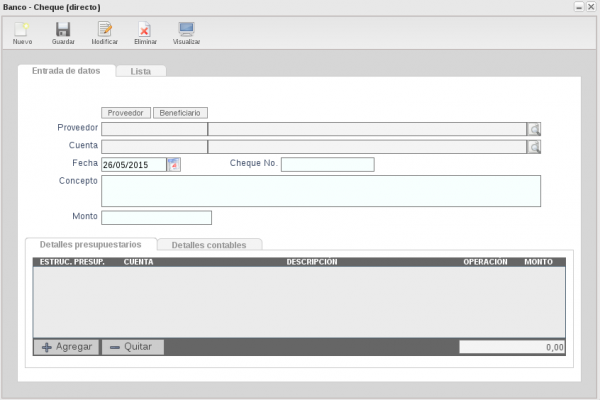 Banco - Cheque (directo)
Nuevo Guardar Modificar Eliminar Visualizar
Entrada de datos Lista
Proveedor Beneficiario
Proveedor
Cuenta
Fecha 26/05/2015 Cheque No.
Concepto
Monto
Detalles presupuestarios Detalles contables
ESTRUC. PRESUP. CUENTA DESCRIPCIÓN OPERACIÓN MONTO
Agregar Quitar 0,00